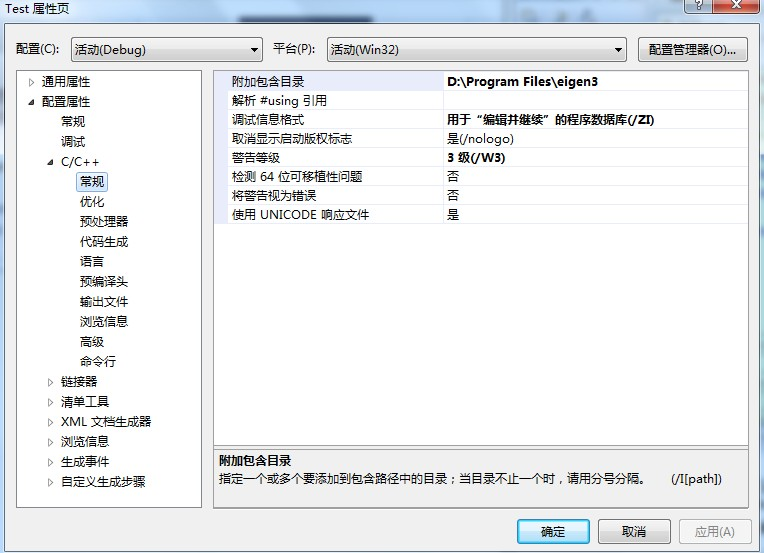 Test 属性页
配置(C): 活动(Debug) 平台(P): 活动(Win32) 配置管理器(O)...
通用属性
配置属性
常规
调试
C/C++
常规
优化
预处理器
代码生成
语言
预编译头
输出文件
浏览信息
高级
命令行
链接器
清单工具
XML 文档生成器
浏览信息
生成事件
自定义生成步骤
附加包含目录 D:\Program Files\eigen3
解析 #using 引用
调试信息格式 用于“编辑并继续”的程序数据库(/ZI)
取消显示启动版权标志 是(/nologo)
警告等级 3 级(/W3)
检测 64 位可移植性问题 否
将警告视为错误 否
使用 UNICODE 响应文件 是
附加包含目录
指定一个或多个要添加到包含路径中的目录；当目录不止一个时，请用分号分隔。 (/I[path])
确定 取消 应用(A)